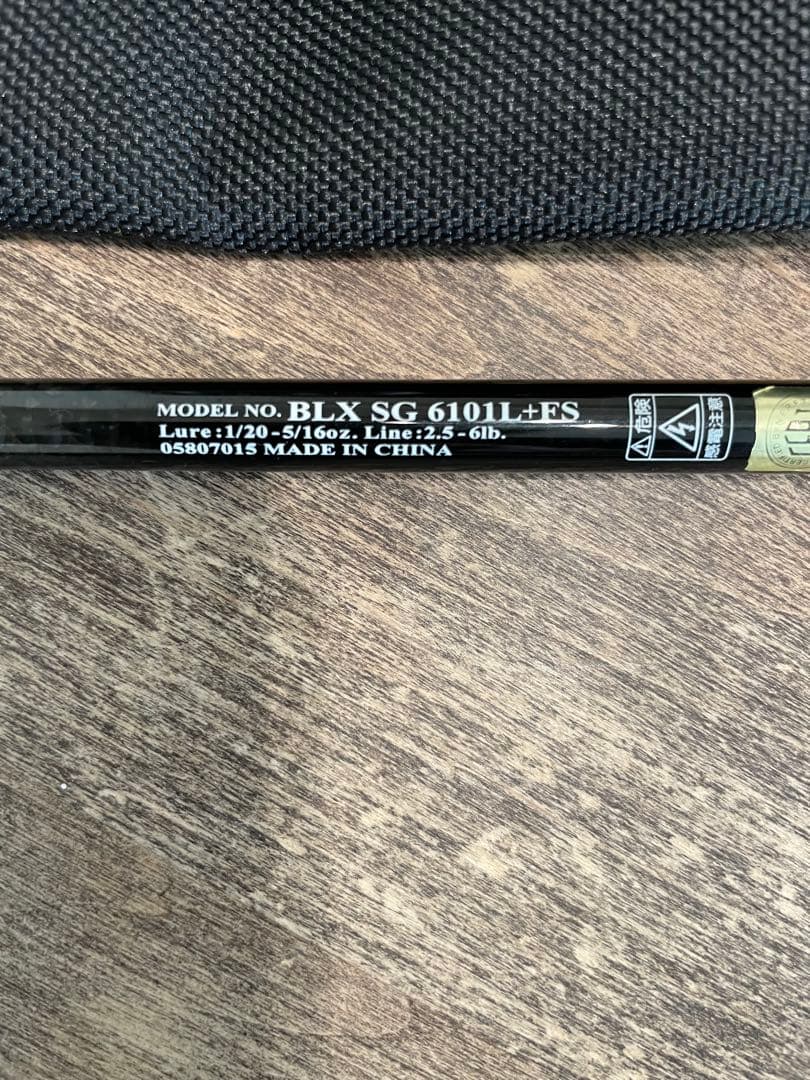 MODEL NO. BLX SG 6101L+FS
Lure:1/20-5/16oz. Line:2.5-6lb.
05807015 MADE IN CHINA
危険
感電注意